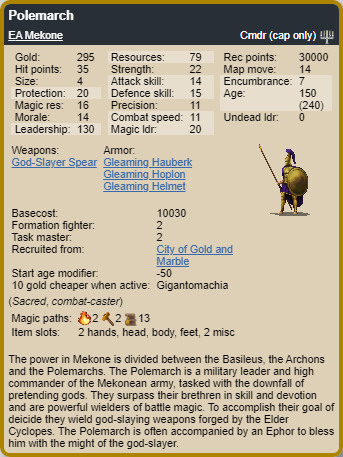 Polemarch
EA Mekone Cmdr (cap only)
Gold: 295 Resources: 79 Rec points: 30000
Hit points: 35 Strength: 22 Map move: 14
Size: 4 Attack skill: 14 Encumbrance: 7
Protection: 20 Defence skill: 15 Age: 150
Magic res: 16 Precision: 11 (240)
Morale: 14 Combat speed: 11 Undead ldr: 0
Leadership: 130 Magic ldr: 20
Weapons: Armor:
God-Slayer Spear Gleaming Hauberk
Gleaming Hoplon
Gleaming Helmet
Basecost: 10030
Formation fighter: 2
Task master: 2
Recruited from: City of Gold and
Marble
Start age modifier: -50
10 gold cheaper when active: Gigantomachia
(Sacred, combat-caster)
Magic paths: 2 2 13
Item slots: 2 hands, head, body, feet, 2 misc
The power in Mekone is divided between the Basileus, the Archons
and the Polemarchs. The Polemarch is a military leader and high
commander of the Mekonean army, tasked with the downfall of
pretending gods. They surpass their brethren in skill and devotion
and are powerful wielders of battle magic. To accomplish their goal of
deicide they wield god-slaying weapons forged by the Elder
Cyclopes. The Polemarch is often accompanied by an Ephor to bless
him with the might of the god-slayer.